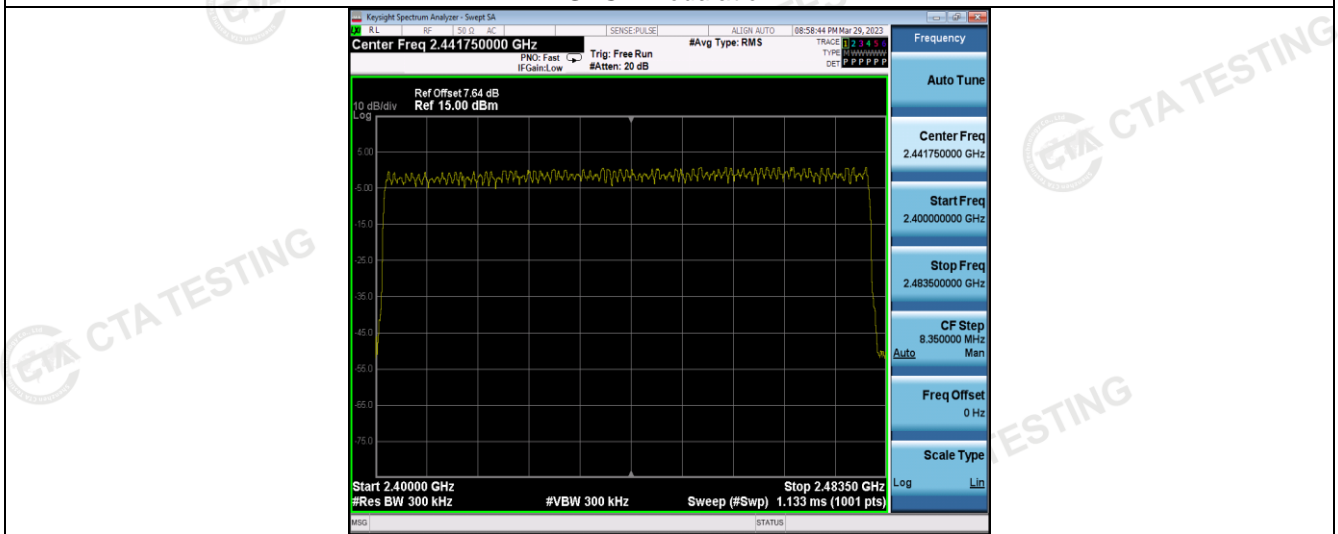 Keysight Spectrum Analyzer - Swept SA
RL RF 50 Ω AC SENSE:PULSE ALIGN AUTO 08:58:44 PM Mar 29, 2023
Center Freq 2.441750000 GHz
PNO: Fast
IFGain:Low
Trig: Free Run
#Atten: 20 dB
#Avg Type: RMS
TRACE 1 2 3 4 5 6
TYPE M WWWWW
DET P P P P P P
Frequency
Ref Offset 7.64 dB
10 dB/div Ref 15.00 dBm
Log
5.00
-5.00
-15.0
-25.0
-35.0
-45.0
-55.0
-65.0
-75.0
Start 2.40000 GHz Stop 2.48350 GHz
#Res BW 300 kHz #VBW 300 kHz Sweep (#Swp) 1.133 ms (1001 pts)
MSG STATUS
Auto Tune
Center Freq
2.441750000 GHz
Start Freq
2.400000000 GHz
Stop Freq
2.483500000 GHz
CF Step
8.350000 MHz
Auto Man
Freq Offset
0 Hz
Scale Type
Log Lin
CTA TESTING
CTA TESTING
TESTING